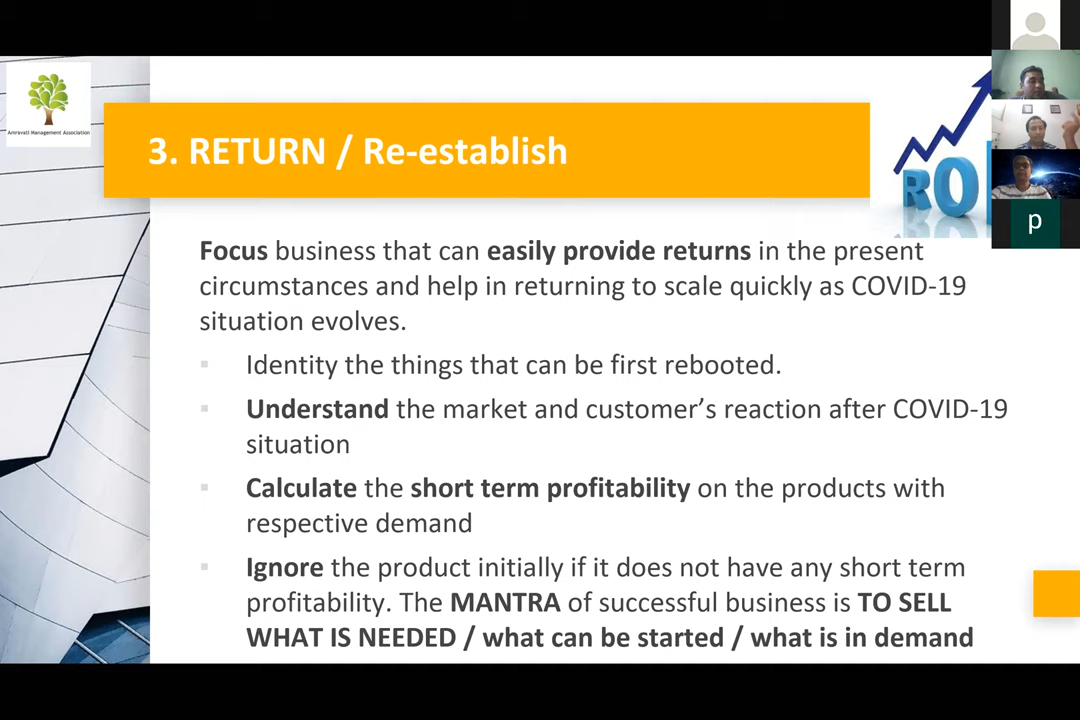 Amravati Management Association
3. RETURN / Re-establish
RO
p
Focus business that can easily provide returns in the present
circumstances and help in returning to scale quickly as COVID-19
situation evolves.
▪ Identity the things that can be first rebooted.
▪ Understand the market and customer’s reaction after COVID-19
situation
▪ Calculate the short term profitability on the products with
respective demand
▪ Ignore the product initially if it does not have any short term
profitability. The MANTRA of successful business is TO SELL
WHAT IS NEEDED / what can be started / what is in demand